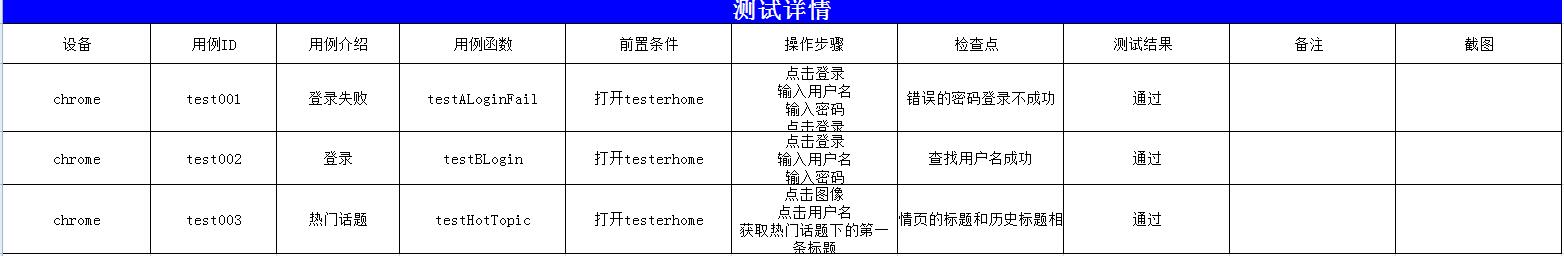 测试详情
设备 用例ID 用例介绍 用例函数 前置条件 操作步骤 检查点 测试结果 备注 截图
chrome test001 登录失败 testALoginFail 打开testerhome 点击登录 错误的密码登录不成功 通过
输入用户名
输入密码
点击登录
chrome test002 登录 testBLogin 打开testerhome 点击登录 查找用户名成功 通过
输入用户名
输入密码
chrome test003 热门话题 testHotTopic 打开testerhome 点击图像 情页的标题和历史标题相 通过
点击用户名
获取热门话题下的第一
条标题